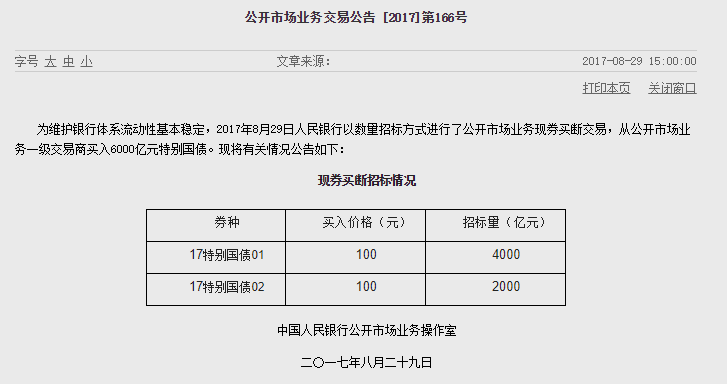 公开市场业务交易公告 [2017]第166号
字号 大 中 小 文章来源： 2017-08-29 15:00:00
打印本页 关闭窗口
为维护银行体系流动性基本稳定，2017年8月29日人民银行以数量招标方式进行了公开市场业务现券买断交易，从公开市场业
务一级交易商买入6000亿元特别国债。现将有关情况公告如下：
现券买断招标情况
券种 买入价格（元） 招标量（亿元）
17特别国债01 100 4000
17特别国债02 100 2000
中国人民银行公开市场业务操作室
二〇一七年八月二十九日